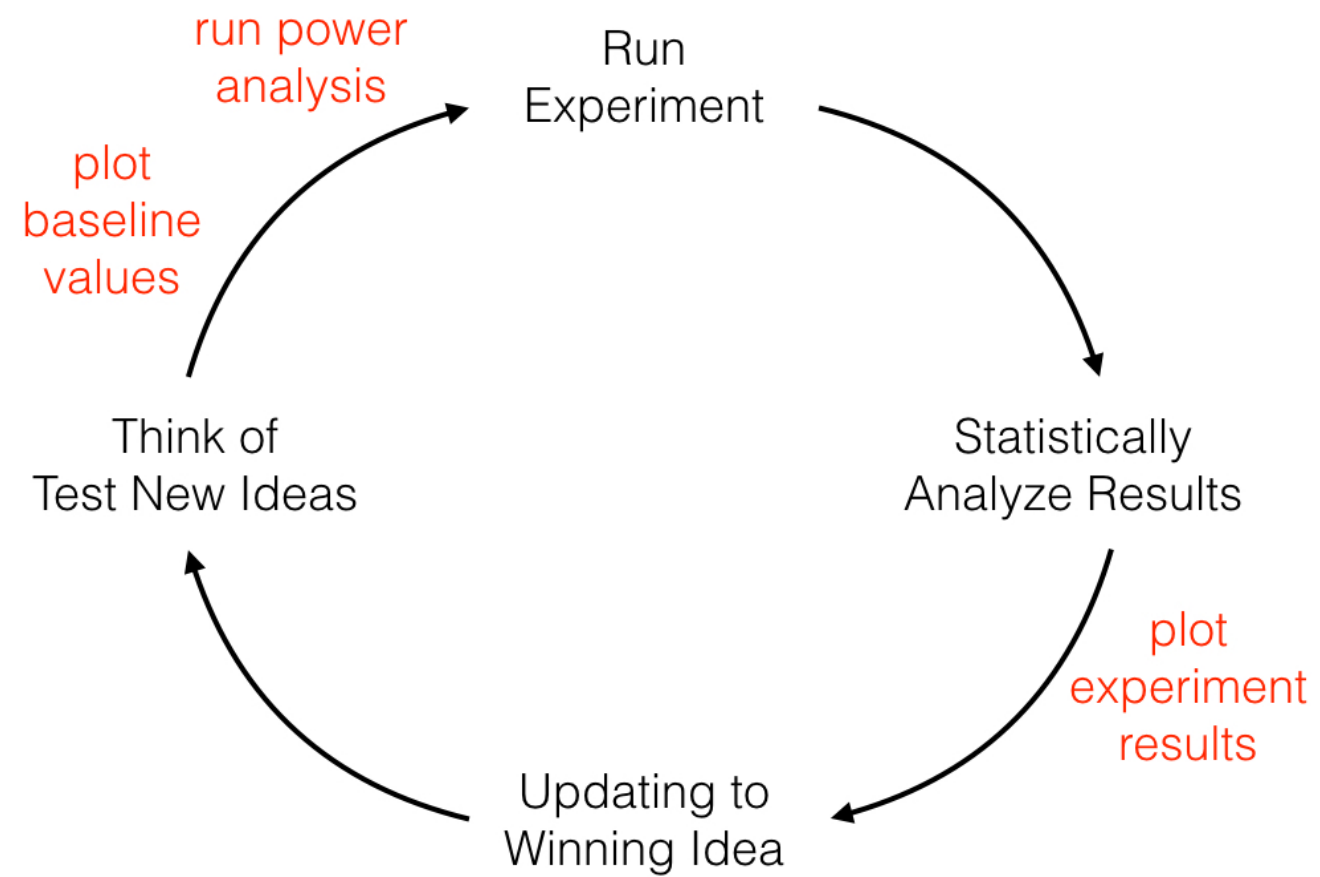 run power
analysis
Run
Experiment
plot
baseline
values
Think of
Test New Ideas
Statistically
Analyze Results
plot
experiment
results
Updating to
Winning Idea